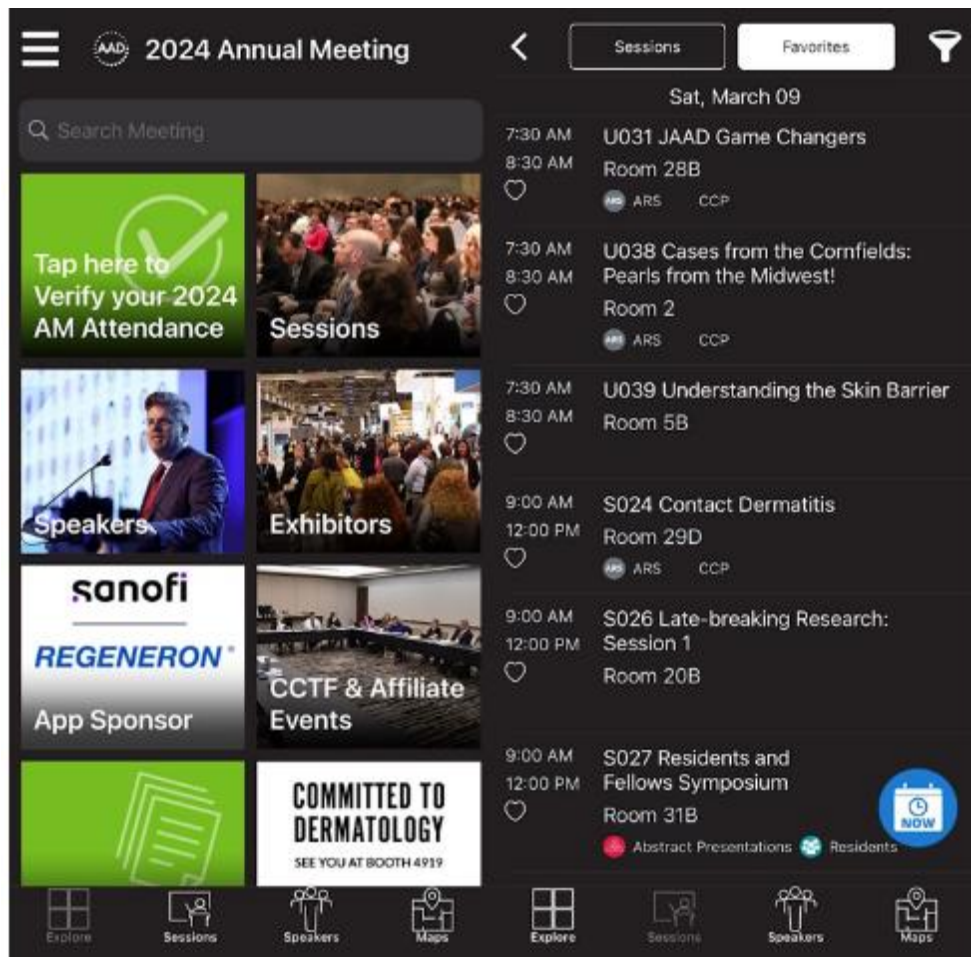 AAD 2024 Annual Meeting
Search Meeting
Tap here to
Verify your 2024
AM Attendance
Sessions
Speakers
Exhibitors
sanofi
REGENERON®
App Sponsor
CCTF & Affiliate
Events
COMMITTED TO
DERMATOLOGY
SEE YOU AT BOOTH 4919
Explore
Sessions
Speakers
Maps
Sessions
Favorites
Sat, March 09
7:30 AM
8:30 AM
U031 JAAD Game Changers
Room 28B
ARS ARS CCP
7:30 AM
8:30 AM
U038 Cases from the Cornfields:
Pearls from the Midwest!
Room 2
ARS ARS CCP
7:30 AM
8:30 AM
U039 Understanding the Skin Barrier
Room 5B
9:00 AM
12:00 PM
S024 Contact Dermatitis
Room 29D
ARS ARS CCP
9:00 AM
12:00 PM
S026 Late-breaking Research:
Session 1
Room 20B
9:00 AM
12:00 PM
S027 Residents and
Fellows Symposium
Room 31B
Abstract Presentations Residents
NOW
Explore
Sessions
Speakers
Maps